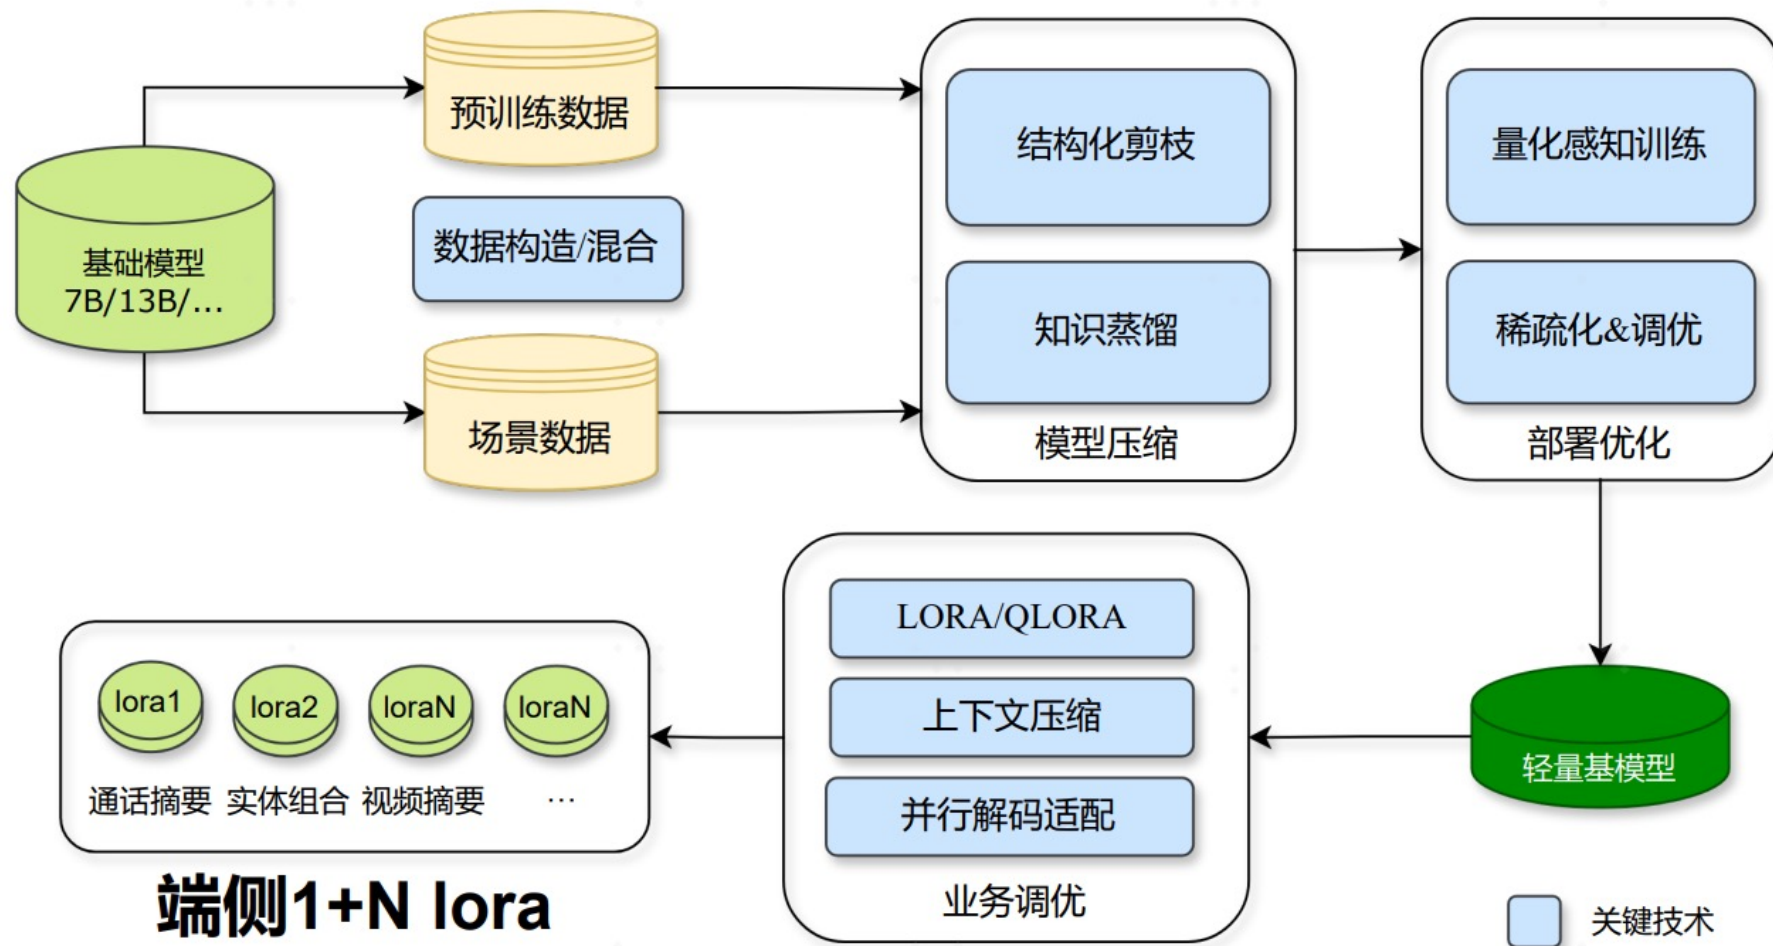 预训练数据
结构化剪枝
量化感知训练
数据构造/混合
基础模型
7B/13B/...
知识蒸馏
稀疏化&调优
场景数据
模型压缩
部署优化
LORA/QLORA
lora1
lora2
loraN
loraN
上下文压缩
轻量基模型
通话摘要
实体组合
视频摘要
…
并行解码适配
端侧1+N lora
业务调优
关键技术